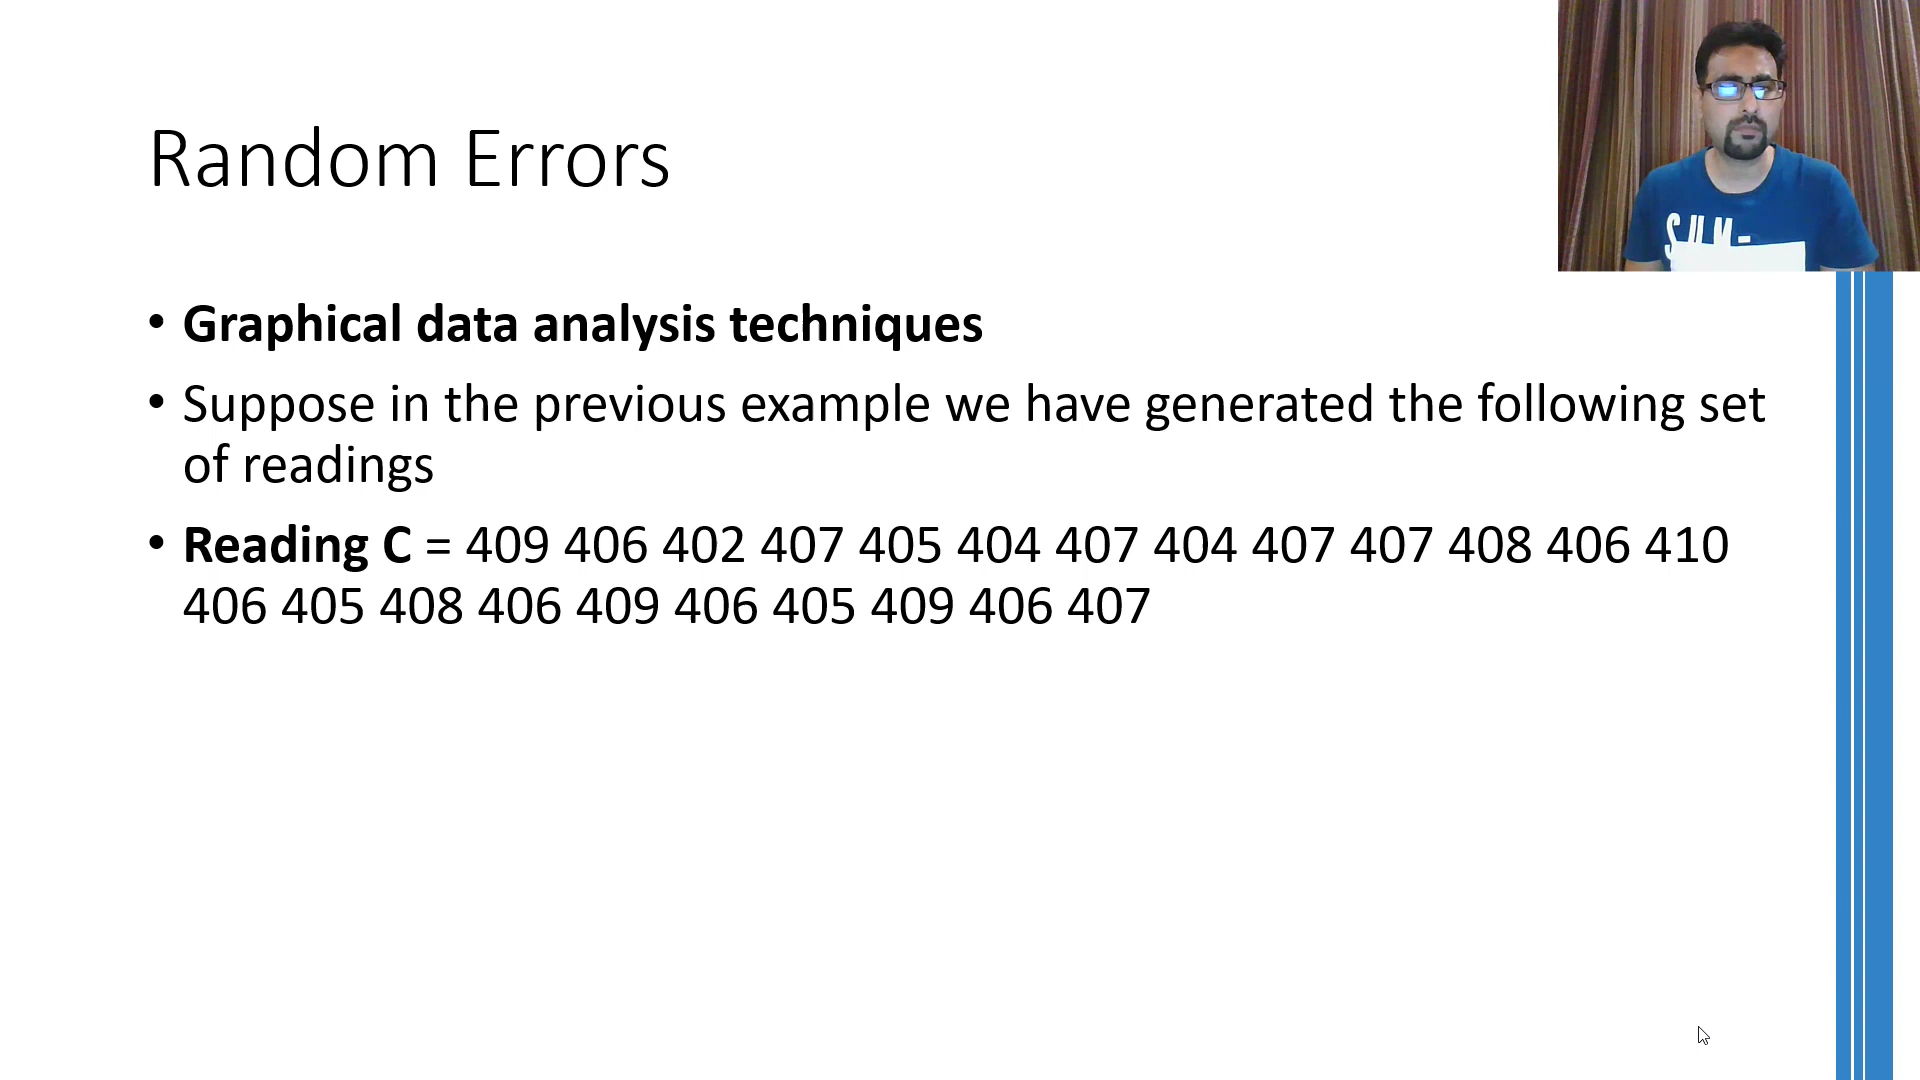 Random Errors
• Graphical data analysis techniques
• Suppose in the previous example we have generated the following set
of readings
• Reading C = 409 406 402 407 405 404 407 404 407 407 408 406 410
406 405 408 406 409 406 405 409 406 407